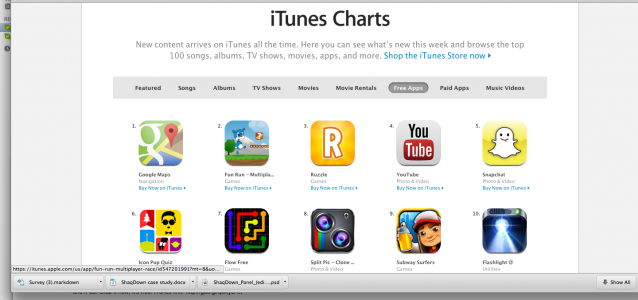 iTunes Charts
New content arrives on iTunes all the time. Here you can see what's new this week and browse the top
100 songs, albums, TV shows, movies, apps, and more. Shop the iTunes Store now
Featured Songs Albums TV Shows Movies Movie Rentals Free Apps Paid Apps Music Videos
1. 2. 3. 4. 5.
R You Tube
Google Maps Fun Run - Multipla... Ruzzle YouTube Snapchat
Navigation Games Games Photo & Video Photo & Video
Buy Now on iTunes Buy Now on iTunes Buy Now on iTunes Buy Now on iTunes Buy Now on iTunes
6. 7. 8. 9. 10.
Icon Pop Quiz Flow Free Split Pic - Clone... Subway Surfers Flashlight
Games Photo & Video Games Utilities
https://itunes.apple.com/us/app/fun-run-multiplayer-race/id547201991?mt=8&uo...
Survey (3).markdown ShaqDown case study.docx ShaqDown_Panel_Jedi....psd Show All